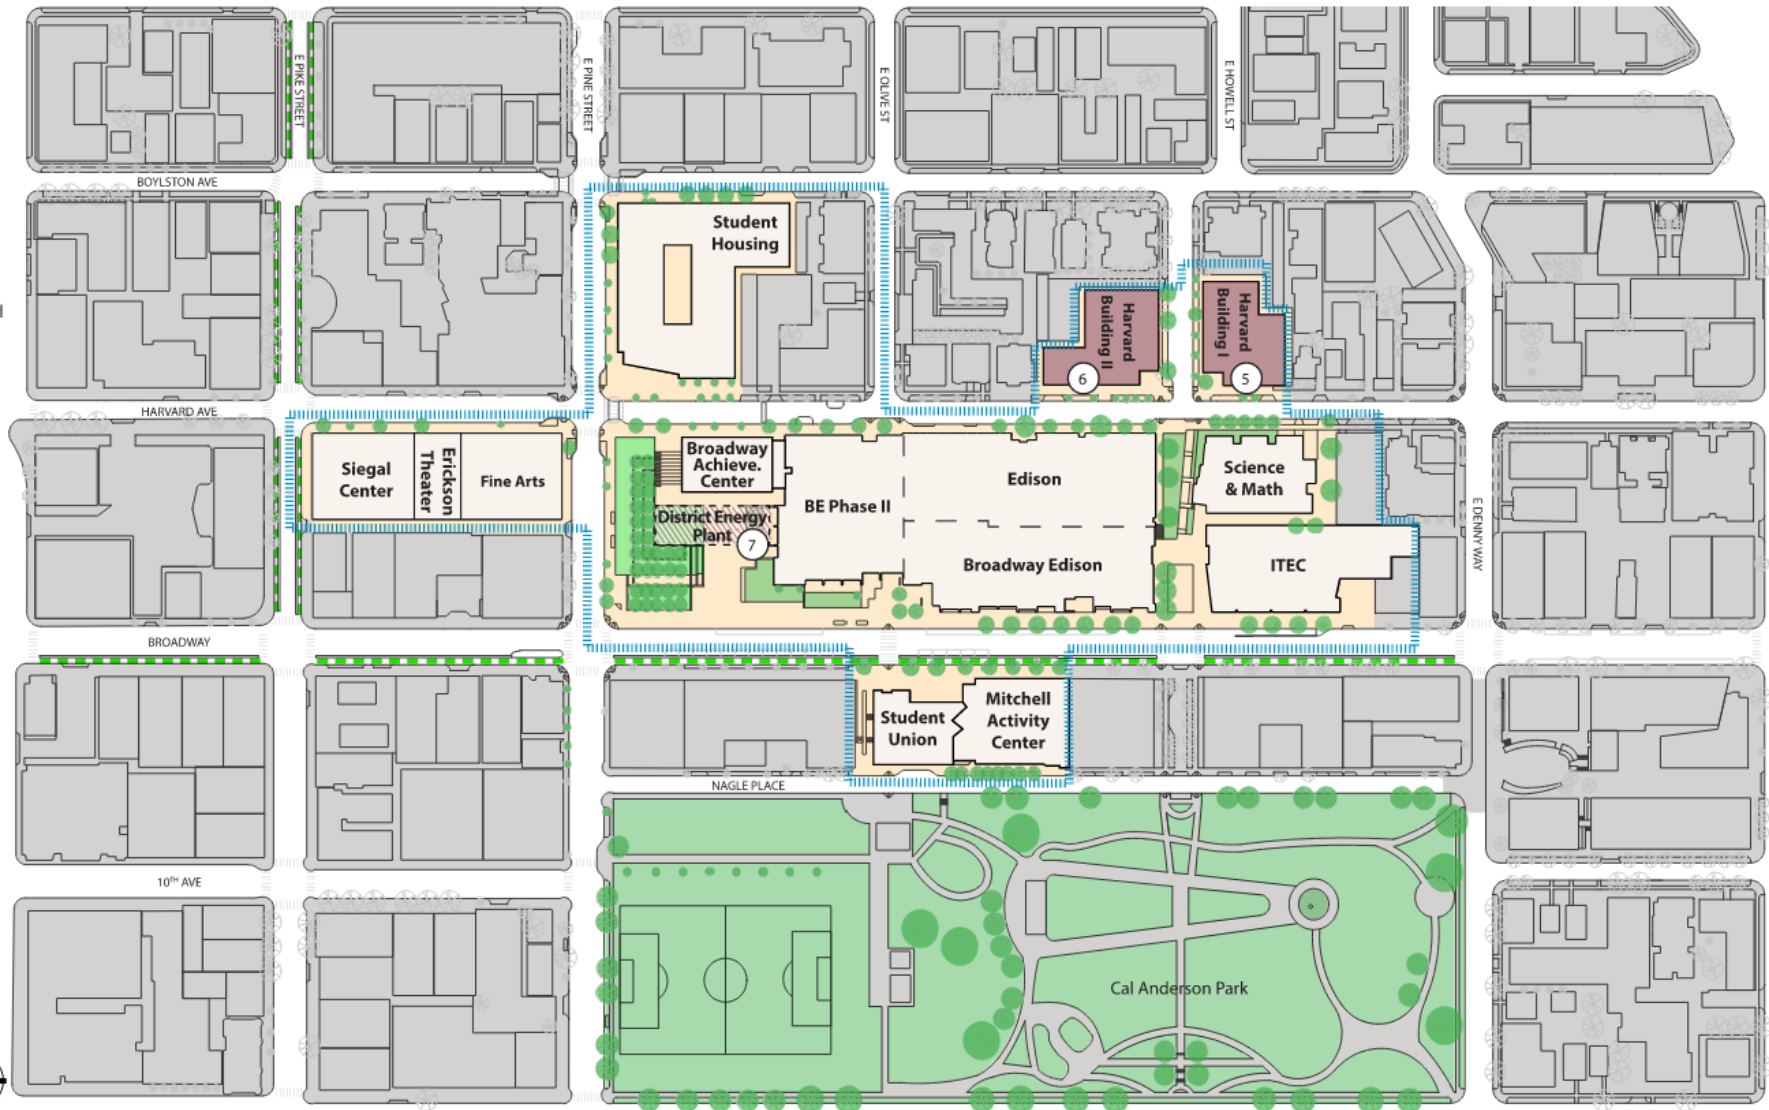 E PIKE STREET
E PINE STREET
E OLIVE ST
E HOWELL ST
BOYLSTON AVE
Student
Housing
Harvard
Building II
6
Harvard
Building I
5
HARVARD AVE
Siegal
Center
Erickson
Theater
Fine Arts
Broadway
Achieve.
Center
District Energy
Plant
7
BE Phase II
Edison
Broadway Edison
Science
& Math
ITEC
E DENNY WAY
BROADWAY
Student
Union
Mitchell
Activity
Center
NAGLE PLACE
10TH AVE
Cal Anderson Park